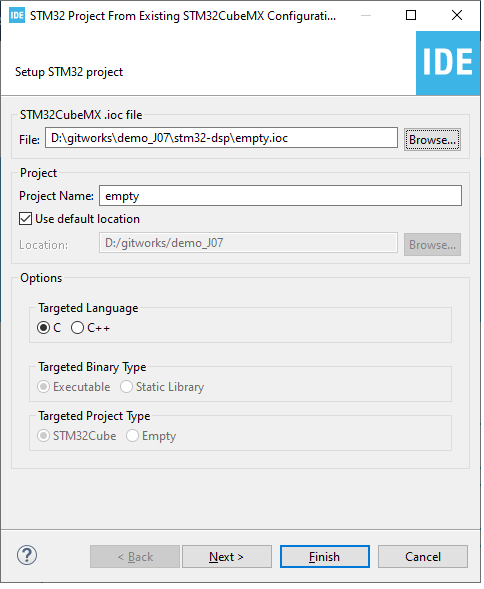 STM32 Project From Existing STM32CubeMX Configurati...
IDE
Setup STM32 project
STM32CubeMX .ioc file
File: D:\gitworks\demo_J07\stm32-dsp\empty.ioc Browse...
Project
Project Name: empty
Use default location
Location: D:/gitworks/demo_J07 Browse...
Options
Targeted Language
C C++
Targeted Binary Type
Executable Static Library
Targeted Project Type
STM32Cube Empty
? < Back Next > Finish Cancel